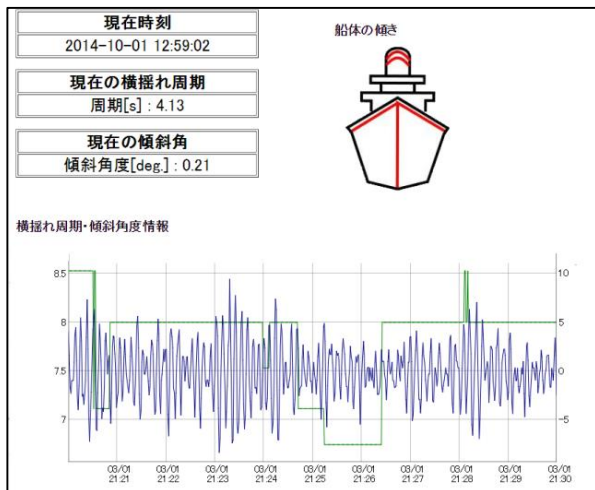 現在時刻
2014-10-01 12:59:02
船体の傾き
現在の横揺れ周期
周期[s] : 4.13
現在の傾斜角
傾斜角度[deg.] : 0.21
横揺れ周期・傾斜角度情報
8.5
8
7.5
7
10
5
0
-5
03/01 21:21
03/01 21:22
03/01 21:23
03/01 21:24
03/01 21:25
03/01 21:26
03/01 21:27
03/01 21:28
03/01 21:29
03/01 21:30